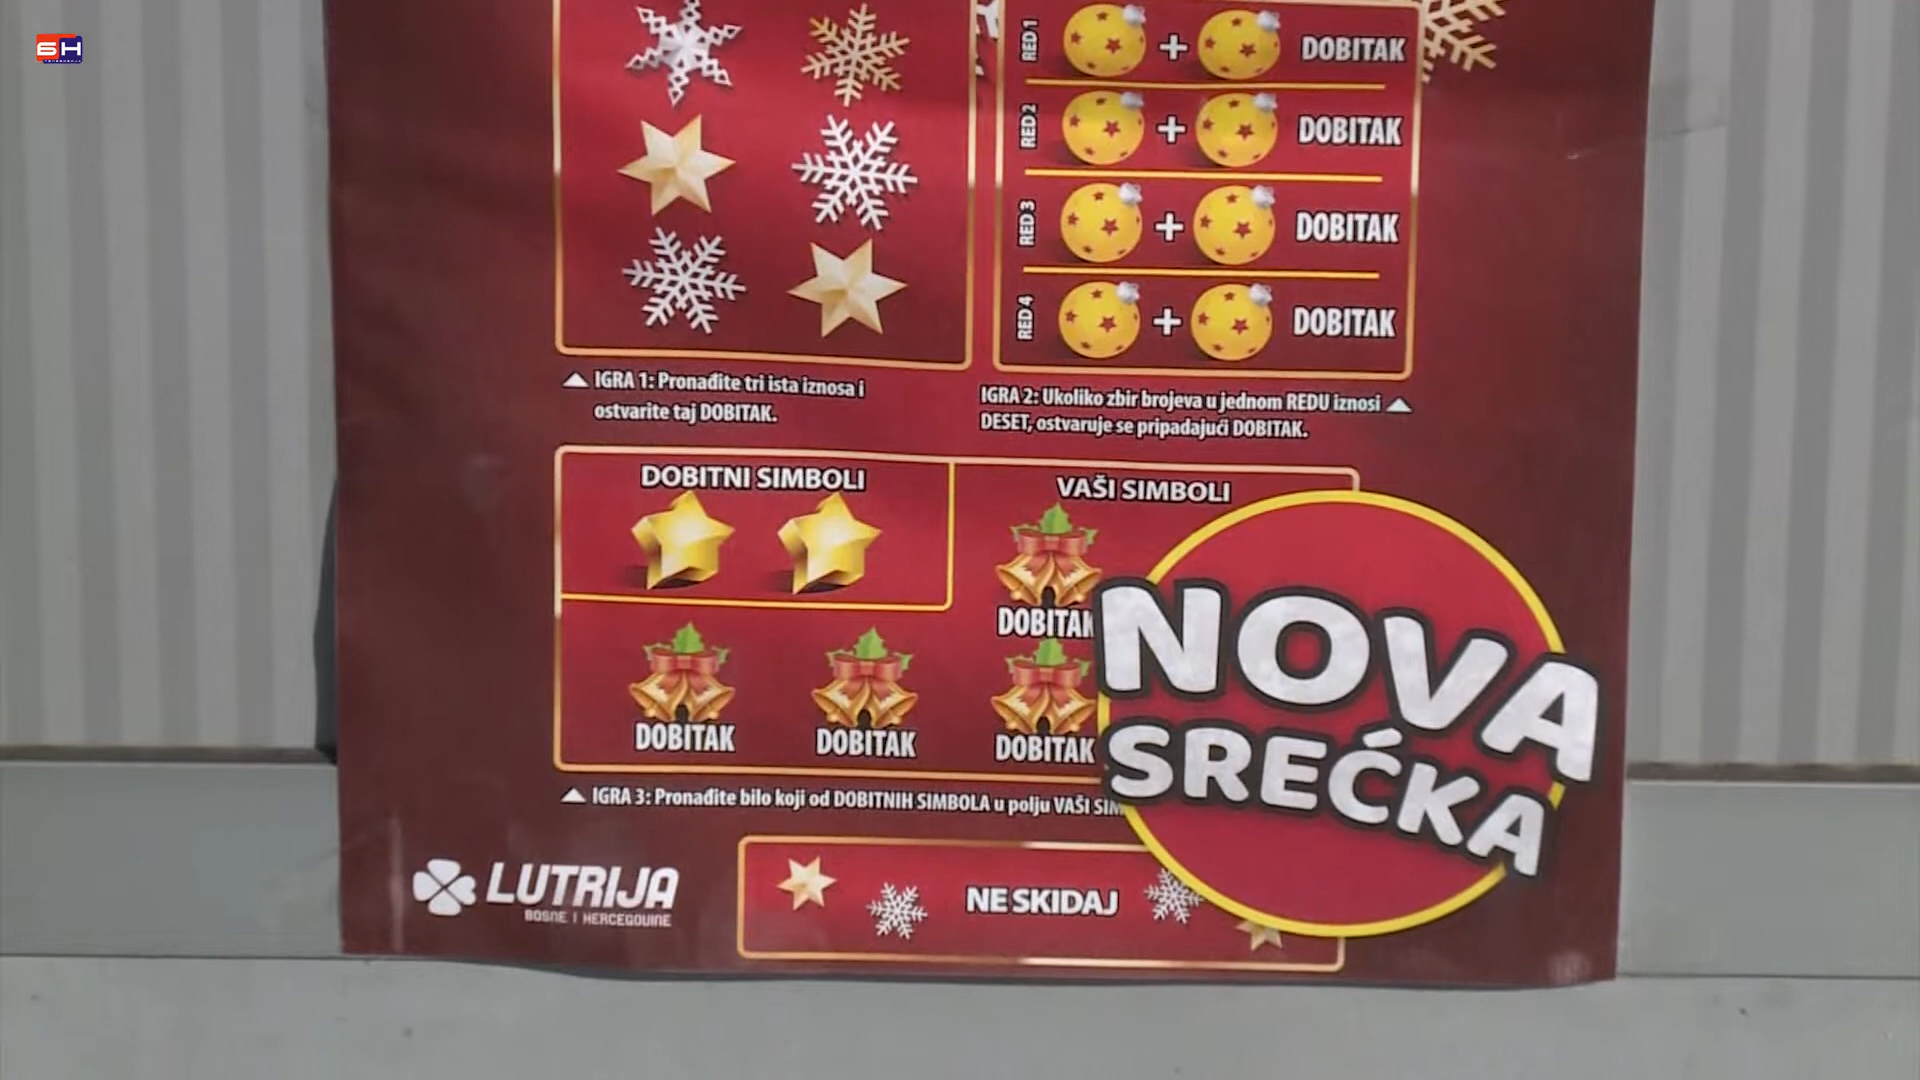 БН
RED 1 + DOBITAK
RED 2 + DOBITAK
RED 3 + DOBITAK
RED 4 + DOBITAK
IGRA 1: Pronađite tri ista iznosa i
ostvarite taj DOBITAK.
IGRA 2: Ukoliko zbir brojeva u jednom REDU iznosi
DESET, ostvaruje se pripadajući DOBITAK.
DOBITNI SIMBOLI
VAŠI SIMBOLI
DOBITAK
DOBITAK DOBITAK DOBITAK
IGRA 3: Pronađite bilo koji od DOBITNIH SIMBOLA u polju VAŠI
NOVA
SREĆKA
LUTRIJA
BOSNE I HERCEGOVINE
NE SKIDAJ